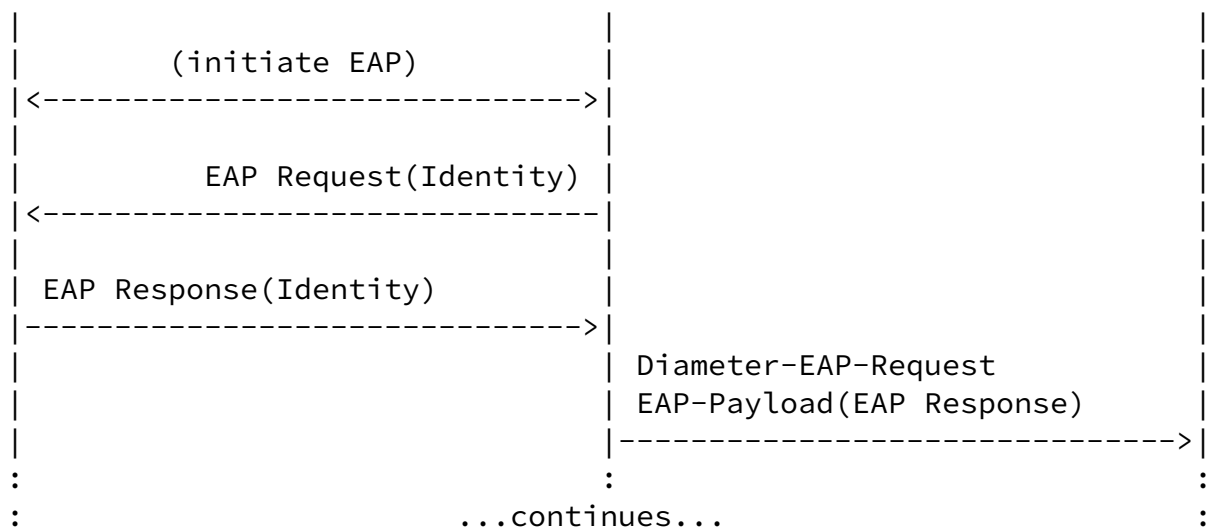 (initiate EAP)
EAP Request(Identity)
EAP Response(Identity)
Diameter-EAP-Request
EAP-Payload(EAP Response)
...continues...